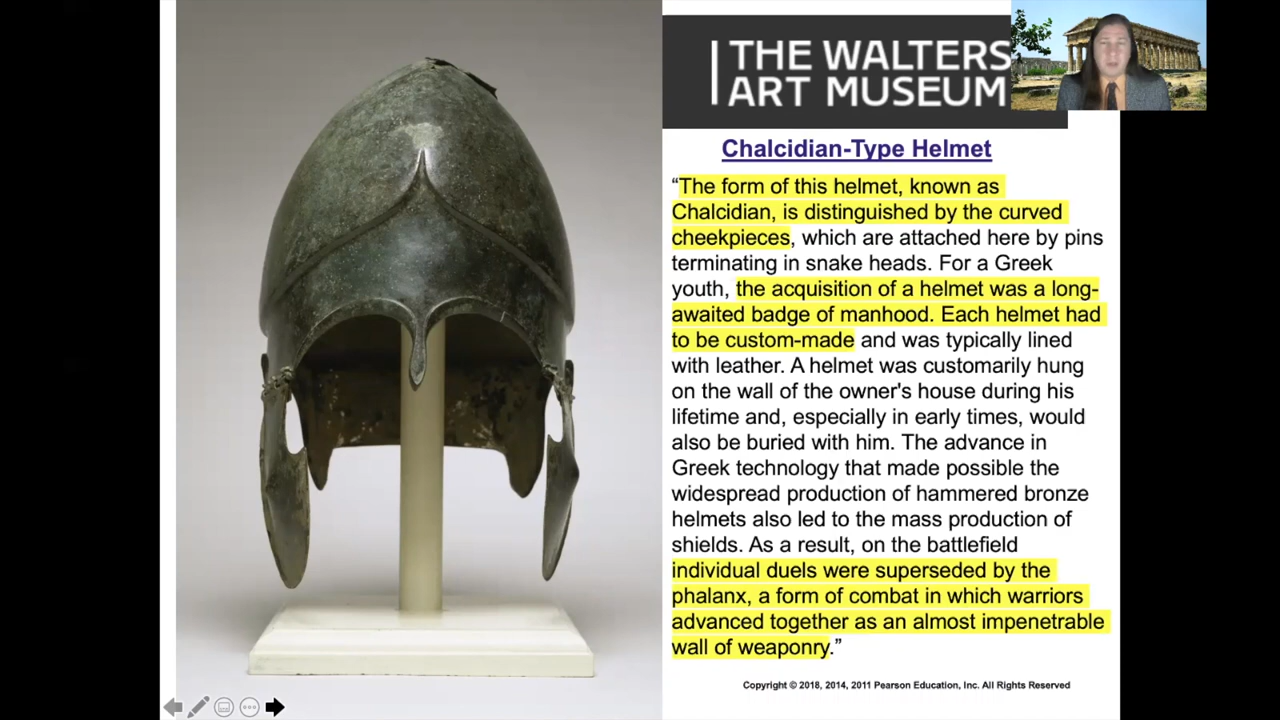 THE WALTERS
ART MUSEUM
Chalcidian-Type Helmet
“The form of this helmet, known as
Chalcidian, is distinguished by the curved
cheekpieces, which are attached here by pins
terminating in snake heads. For a Greek
youth, the acquisition of a helmet was a long-
awaited badge of manhood. Each helmet had
to be custom-made and was typically lined
with leather. A helmet was customarily hung
on the wall of the owner's house during his
lifetime and, especially in early times, would
also be buried with him. The advance in
Greek technology that made possible the
widespread production of hammered bronze
helmets also led to the mass production of
shields. As a result, on the battlefield
individual duels were superseded by the
phalanx, a form of combat in which warriors
advanced together as an almost impenetrable
wall of weaponry.”
Copyright © 2018, 2014, 2011 Pearson Education, Inc. All Rights Reserved